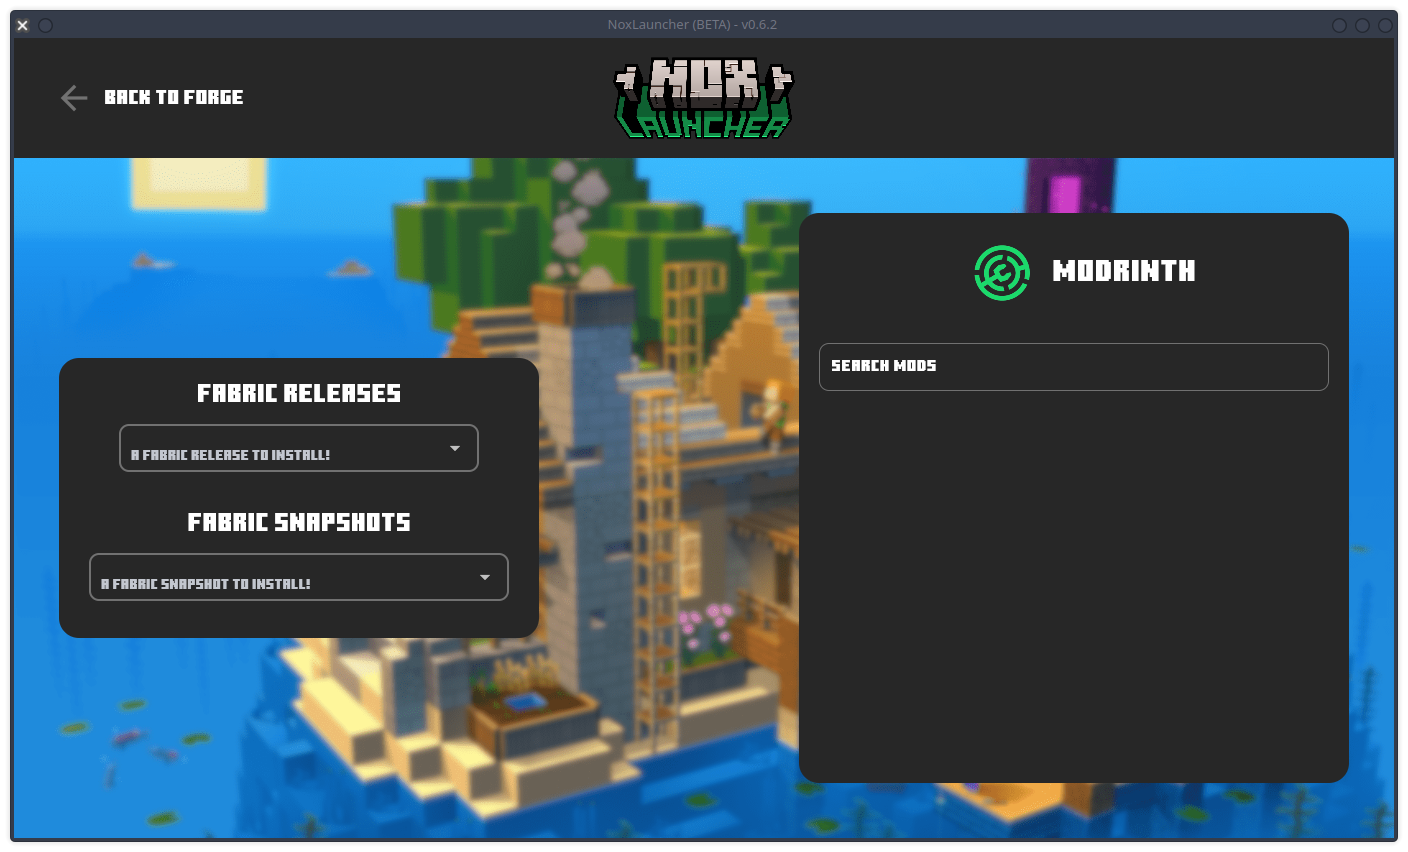 NoxLauncher (BETA) - v0.6.2
BACK TO FORGE
NOX
LAUNCHER
MODRINTH
SEARCH MODS
FABRIC RELEASES
A FABRIC RELEASE TO INSTALL!
FABRIC SNAPSHOTS
A FABRIC SNAPSHOT TO INSTALL!